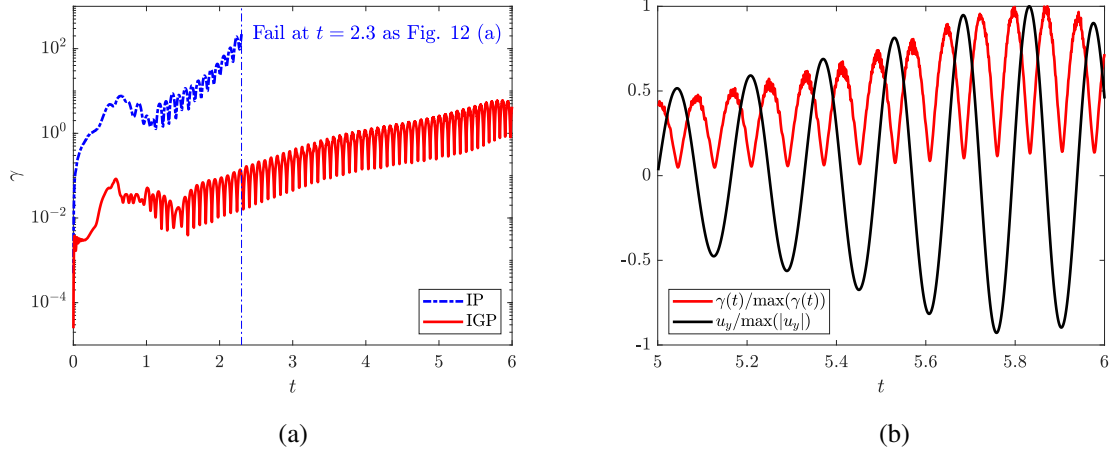 Fail at t = 2.3 as Fig. 12 (a)
10^2
10^0
10^{-2}
10^{-4}
γ
IP
IGP
0 1 2 3 4 5 6
t
(a)
1
0.5
0
-0.5
-1
γ(t)/max(γ(t))
u_y/max(|u_y|)
5 5.2 5.4 5.6 5.8 6
t
(b)